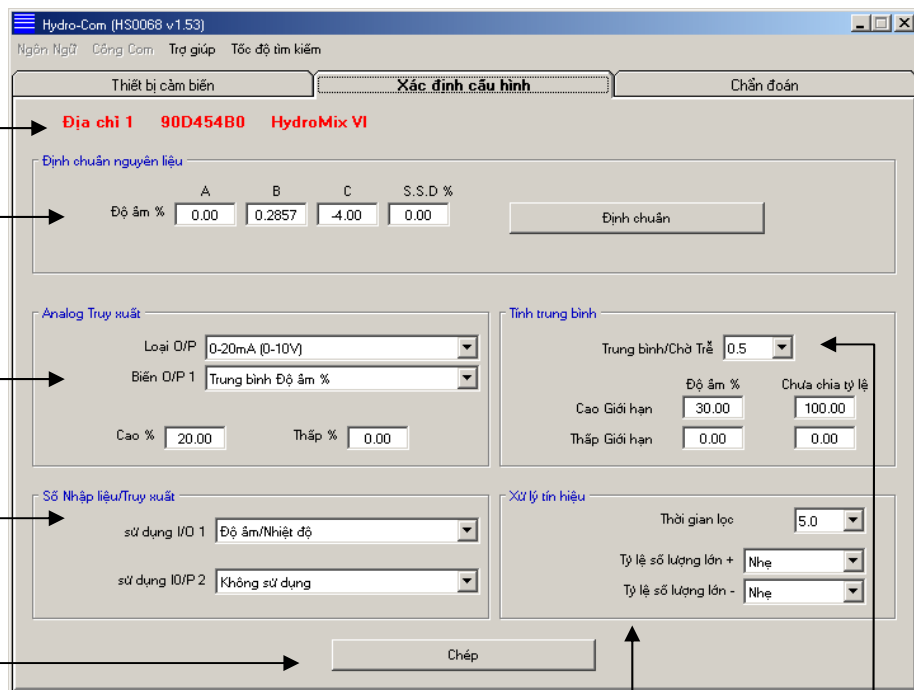 Hydro-Com (HS0068 v1.53)
Ngôn Ngữ Cổng Com Trợ giúp Tốc độ tìm kiếm
Thiết bị cảm biến Xác định cấu hình Chẩn đoán
Địa chỉ 1 90D454B0 HydroMix VI
Định chuẩn nguyên liệu
A B C S.S.D %
Độ ẩm % 0.00 0.2857 -4.00 0.00 Định chuẩn
Analog Truy xuất
Loại O/P 0-20mA (0-10V)
Biến O/P 1 Trung bình Độ ẩm %
Cao % 20.00 Thấp % 0.00
Tính trung bình
Trung bình/Chờ Trễ 0.5
Độ ẩm % Chưa chia tỷ lệ
Cao Giới hạn 30.00 100.00
Thấp Giới hạn 0.00 0.00
Số Nhập liệu/Truy xuất
sử dụng I/O 1 Độ ẩm/Nhiệt độ
sử dụng I0/P 2 Không sử dụng
Xử lý tín hiệu
Thời gian lọc 5.0
Tỷ lệ số lượng lớn + Nhẹ
Tỷ lệ số lượng lớn - Nhẹ
Chép